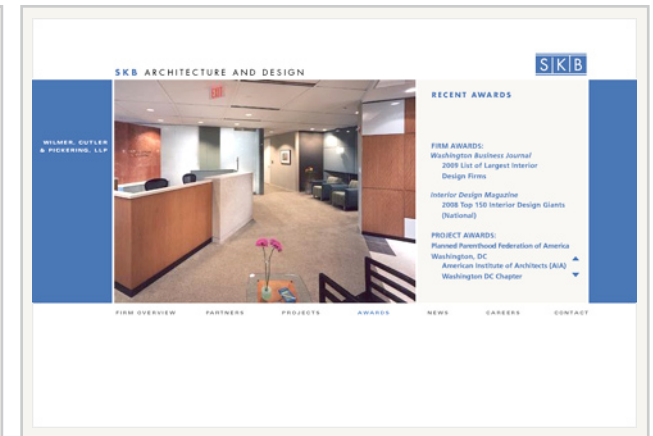 SKB ARCHITECTURE AND DESIGN
S|K|B
WILMER, CUTLER
& PICKERING, LLP
EXIT
RECENT AWARDS
FIRM AWARDS:
Washington Business Journal
2009 List of Largest Interior
Design Firms
Interior Design Magazine
2008 Top 150 Interior Design Giants
(National)
PROJECT AWARDS:
Planned Parenthood Federation of America
Washington, DC
American Institute of Architects (AIA)
Washington DC Chapter
FIRM OVERVIEW PARTNERS PROJECTS AWARDS NEWS CAREERS CONTACT